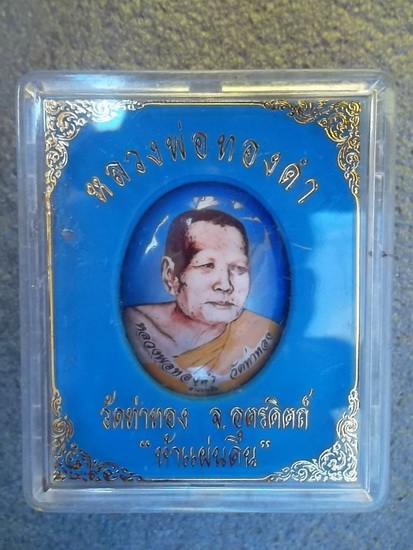 หลวงพ่อทองดำ
หลวงพ่อทองดำ วัดท่าทอง
วัดท่าทอง จ.อุตรดิตถ์
"ห้าแผ่นดิน"